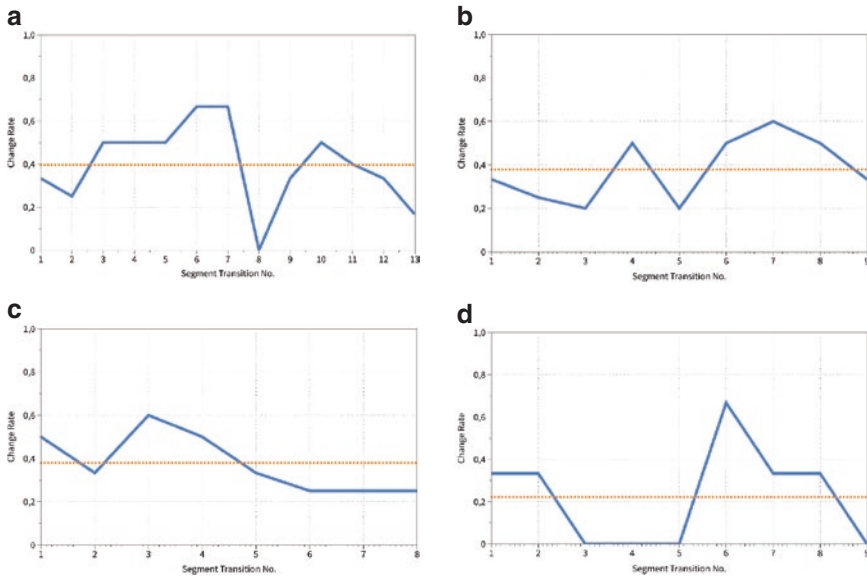 a
1,0
0,8
0,6
0,4
0,2
0
Change Rate
1 2 3 4 5 6 7 8 9 10 11 12 13
Segment Transition No.
b
1,0
0,8
0,6
0,4
0,2
0
Change Rate
1 2 3 4 5 6 7 8 9
Segment Transition No.
c
1,0
0,8
0,6
0,4
0,2
0
Change Rate
1 2 3 4 5 6 7 8
Segment Transition No.
d
1,0
0,8
0,6
0,4
0,2
0
Change Rate
1 2 3 4 5 6 7 8 9
Segment Transition No.